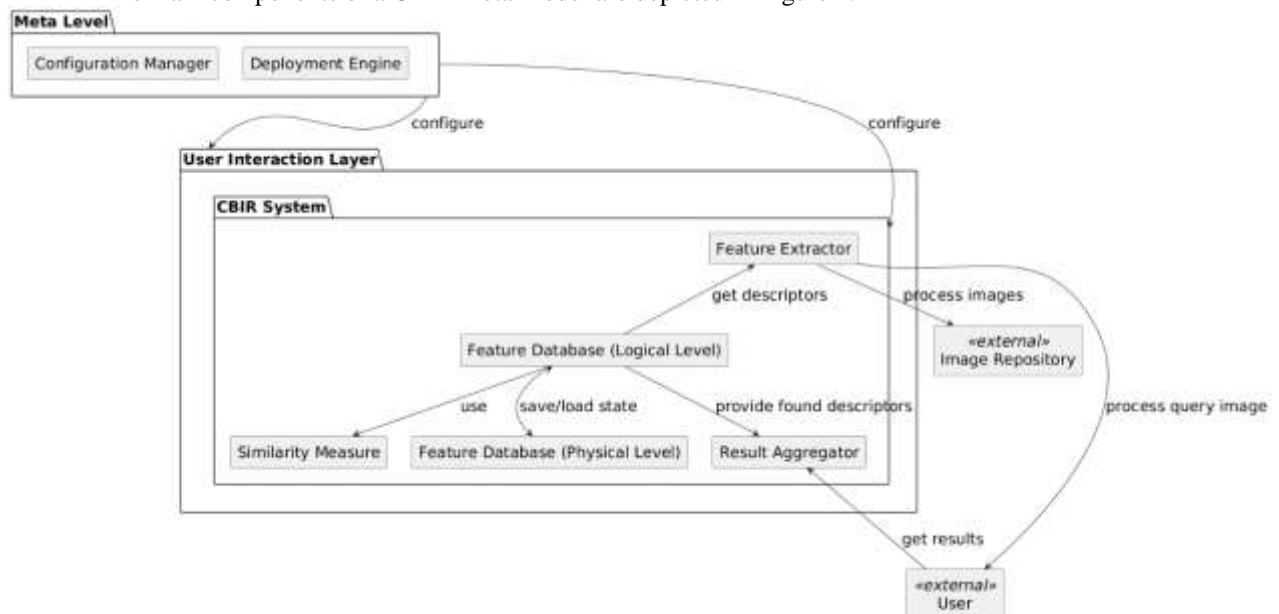 Meta Level
Configuration Manager
Deployment Engine
configure
configure
User Interaction Layer
CBIR System
Feature Extractor
get descriptors
process images
«external»
Image Repository
Feature Database (Logical Level)
use
save/load state
provide found descriptors
process query image
Similarity Measure
Feature Database (Physical Level)
Result Aggregator
get results
«external»
User